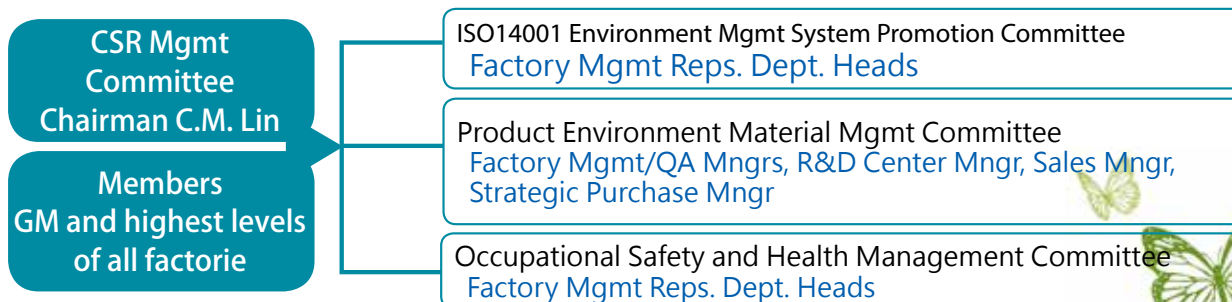 CSR Mgmt
Committee
Chairman C.M. Lin
Members
GM and highest levels
of all factorie
ISO14001 Environment Mgmt System Promotion Committee
Factory Mgmt Reps. Dept. Heads
Product Environment Material Mgmt Committee
Factory Mgmt/QA Mngrs, R&D Center Mngr, Sales Mngr,
Strategic Purchase Mngr
Occupational Safety and Health Management Committee
Factory Mgmt Reps. Dept. Heads